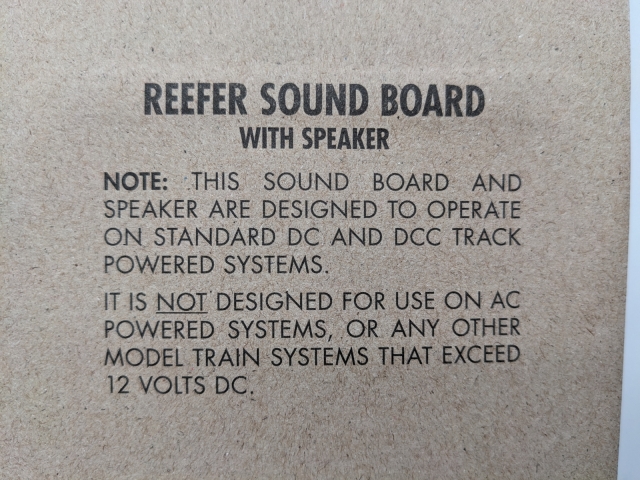 REEFER SOUND BOARD
WITH SPEAKER
NOTE: THIS SOUND BOARD AND
SPEAKER ARE DESIGNED TO OPERATE
ON STANDARD DC AND DCC TRACK
POWERED SYSTEMS.
IT IS NOT DESIGNED FOR USE ON AC
POWERED SYSTEMS, OR ANY OTHER
MODEL TRAIN SYSTEMS THAT EXCEED
12 VOLTS DC.